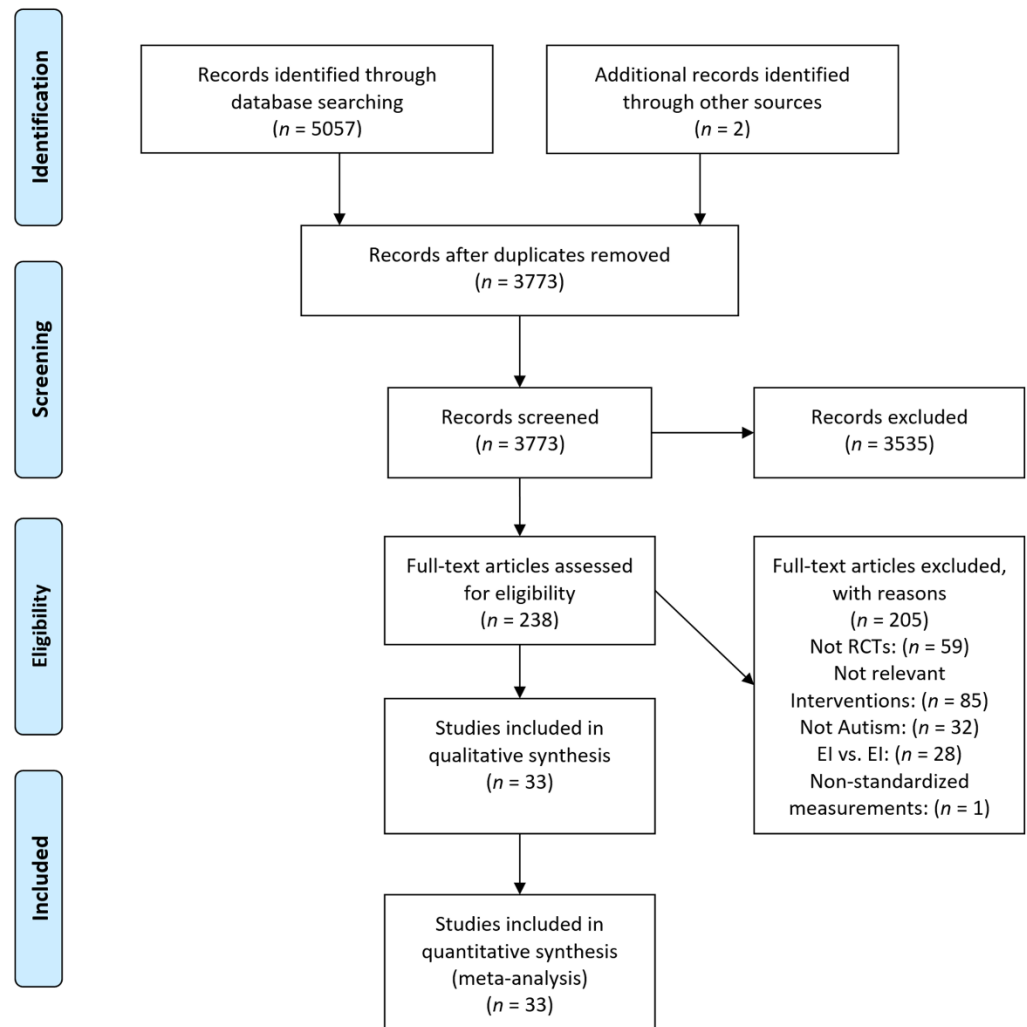 Identification
Records identified through
database searching
(n = 5057)
Additional records identified
through other sources
(n = 2)
Records after duplicates removed
(n = 3773)
Screening
Records screened
(n = 3773)
Records excluded
(n = 3535)
Eligibility
Full-text articles assessed
for eligibility
(n = 238)
Full-text articles excluded,
with reasons
(n = 205)
Not RCTs: (n = 59)
Not relevant
Interventions: (n = 85)
Not Autism: (n = 32)
EI vs. EI: (n = 28)
Non-standardized
measurements: (n = 1)
Studies included in
qualitative synthesis
(n = 33)
Included
Studies included in
quantitative synthesis
(meta-analysis)
(n = 33)